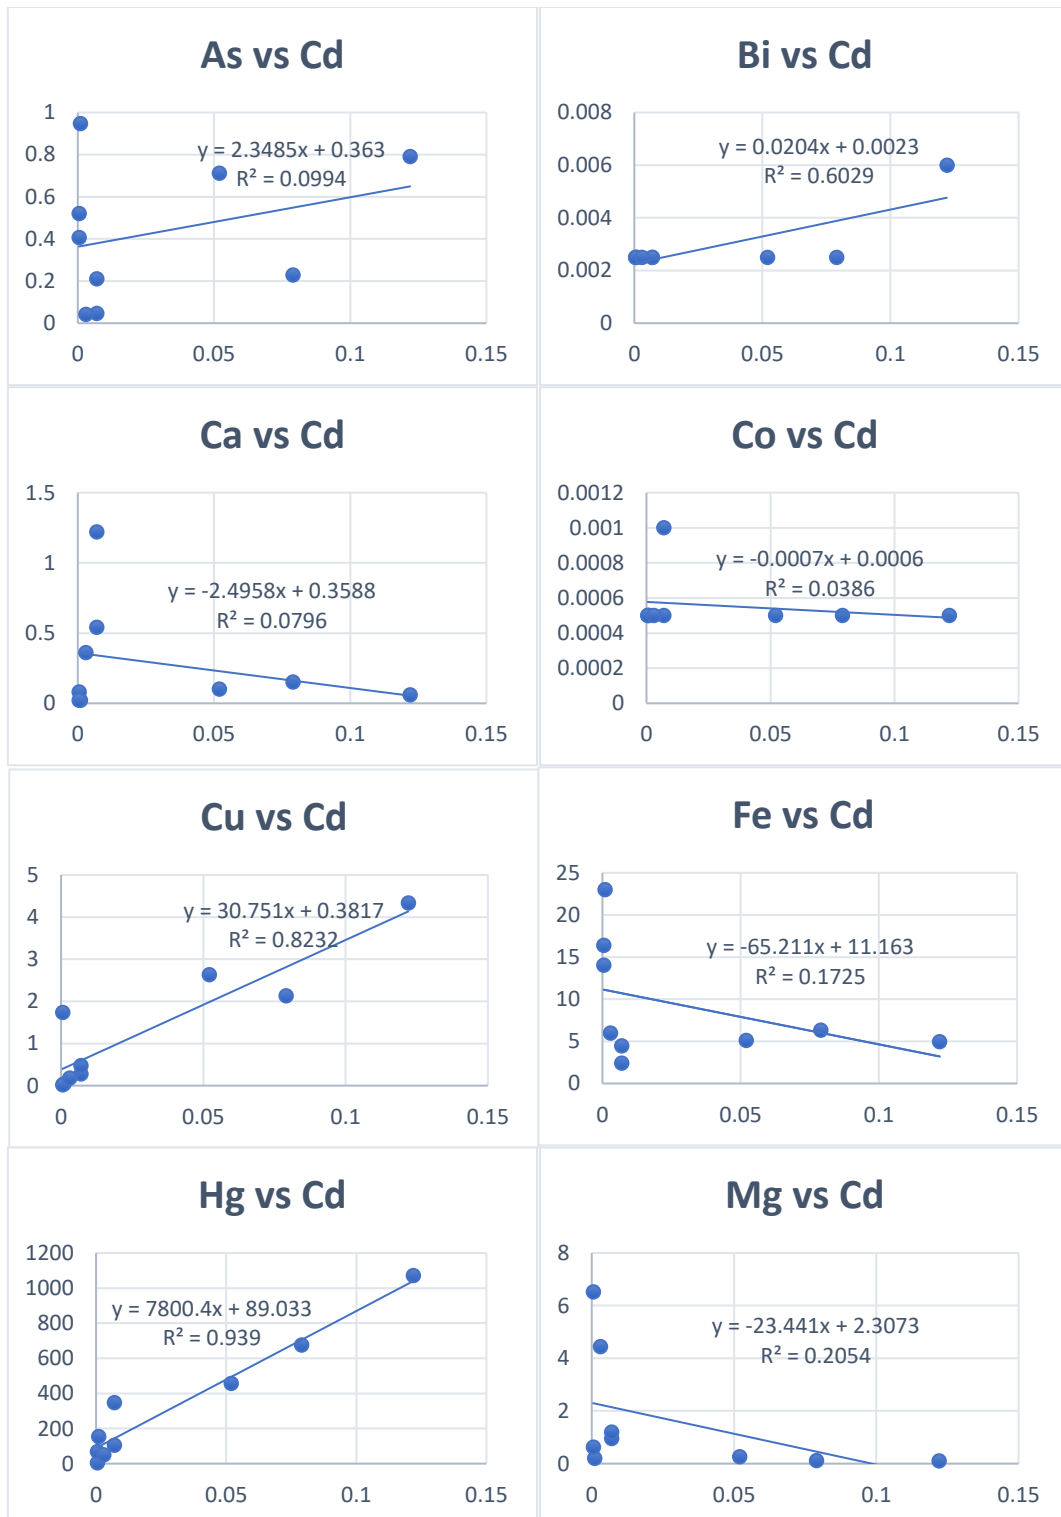 As vs Cd
1
0.8
0.6
0.4
0.2
0
y = 2.3485x + 0.363
R² = 0.0994
0 0.05 0.1 0.15
Bi vs Cd
0.008
0.006
0.004
0.002
0
y = 0.0204x + 0.0023
R² = 0.6029
0 0.05 0.1 0.15
Ca vs Cd
1.5
1
0.5
0
y = -2.4958x + 0.3588
R² = 0.0796
0 0.05 0.1 0.15
Co vs Cd
0.0012
0.001
0.0008
0.0006
0.0004
0.0002
0
y = -0.0007x + 0.0006
R² = 0.0386
0 0.05 0.1 0.15
Cu vs Cd
5
4
3
2
1
0
y = 30.751x + 0.3817
R² = 0.8232
0 0.05 0.1 0.15
Fe vs Cd
25
20
15
10
5
0
y = -65.211x + 11.163
R² = 0.1725
0 0.05 0.1 0.15
Hg vs Cd
1200
1000
800
600
400
200
0
y = 7800.4x + 89.033
R² = 0.939
0 0.05 0.1 0.15
Mg vs Cd
8
6
4
2
0
y = -23.441x + 2.3073
R² = 0.2054
0 0.05 0.1 0.15